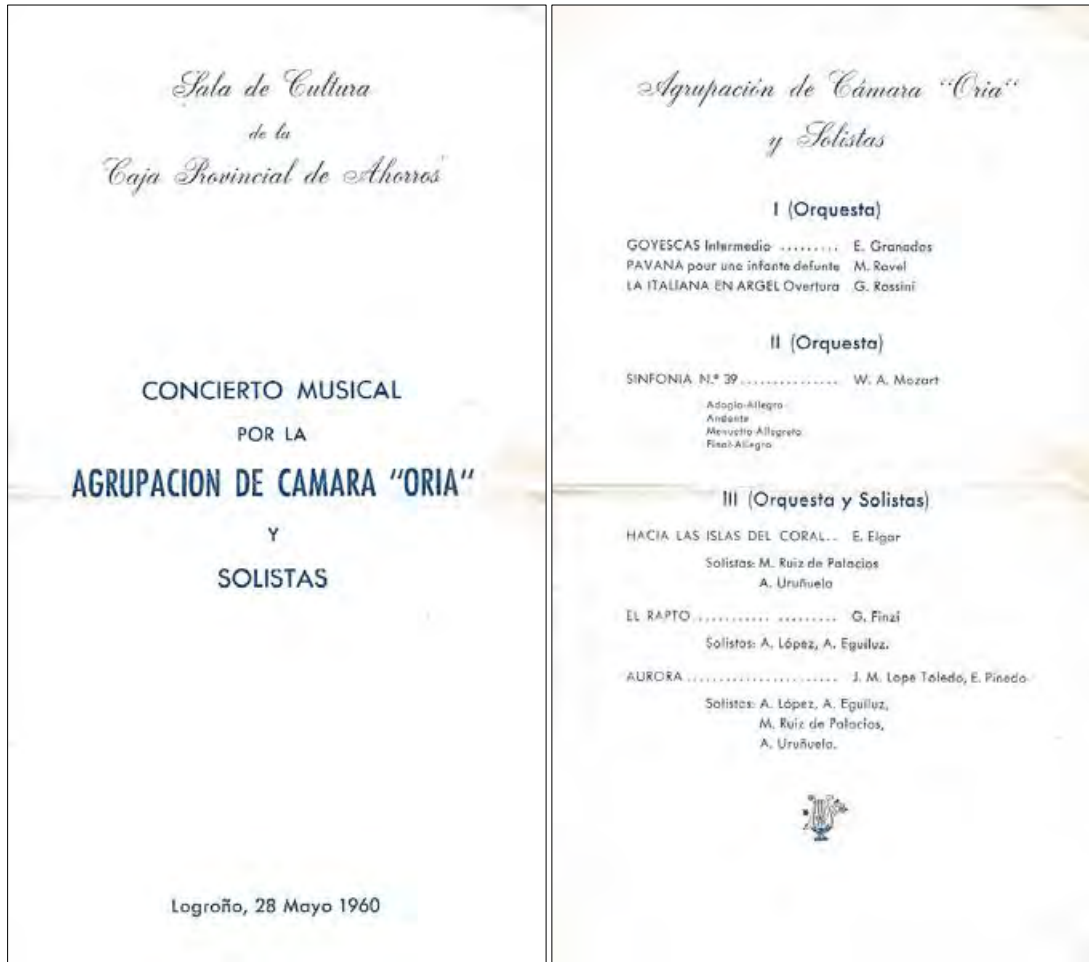 Sala de Cultura
de la
Caja Provincial de Ahorros
CONCIERTO MUSICAL
POR LA
AGRUPACION DE CAMARA "ORIA"
Y
SOLISTAS
Logroño, 28 Mayo 1960
Agrupación de Cámara "Oria"
y Solistas
I (Orquesta)
GOYESCAS Intermedio ......... E. Granados
PAVANA pour une infante defunte M. Ravel
LA ITALIANA EN ARGEL Overtura G. Rossini
II (Orquesta)
SINFONIA N.º 39 ............... W. A. Mozart
Adagio-Allegro
Andante
Menuetto-Allegreto
Final-Allegro
III (Orquesta y Solistas)
HACIA LAS ISLAS DEL CORAL.. E. Elgar
Solistas: M. Ruiz de Palacios
A. Uruñuela
EL RAPTO ............ ......... G. Finzi
Solistas: A. López, A. Eguiluz.
AURORA ....................... J. M. Lope Toledo, E. Pinedo
Solistas: A. López, A. Eguiluz,
M. Ruiz de Palacios,
A. Uruñuela.